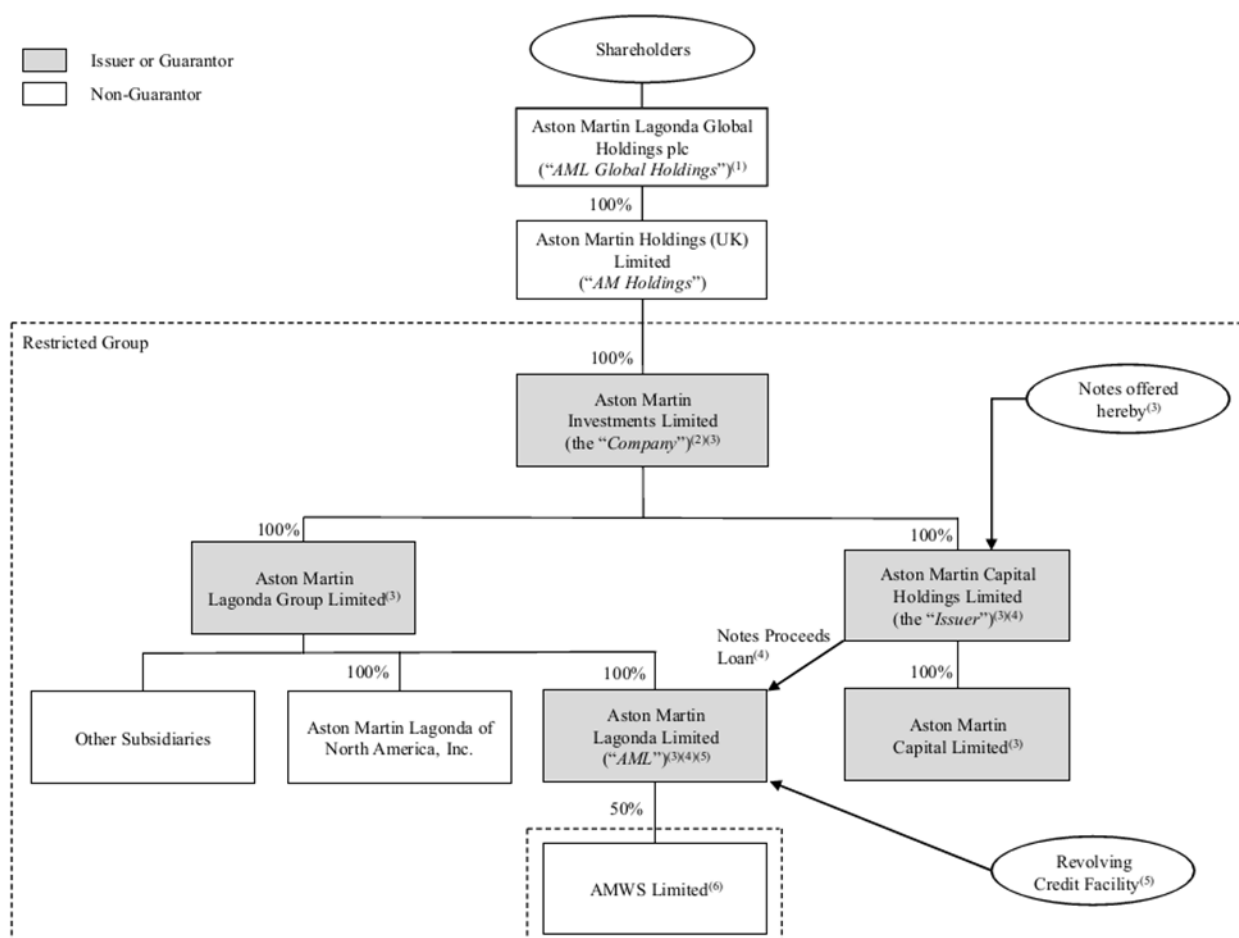 Shareholders
Issuer or Guarantor
Non-Guarantor
Aston Martin Lagonda Global
Holdings plc
(“AML Global Holdings”)(1)
100%
Aston Martin Holdings (UK)
Limited
(“AM Holdings”)
Restricted Group
100%
Aston Martin
Investments Limited
(the “Company”)(2)(3)
Notes offered
hereby(3)
100%
100%
Aston Martin
Lagonda Group Limited(3)
Aston Martin Capital
Holdings Limited
(the “Issuer”)(3)(4)
Notes Proceeds
Loan(4)
100%
100%
100%
Other Subsidiaries
Aston Martin Lagonda of
North America, Inc.
Aston Martin
Lagonda Limited
(“AML”)(3)(4)(5)
Aston Martin
Capital Limited(3)
50%
AMWS Limited(6)
Revolving
Credit Facility(5)